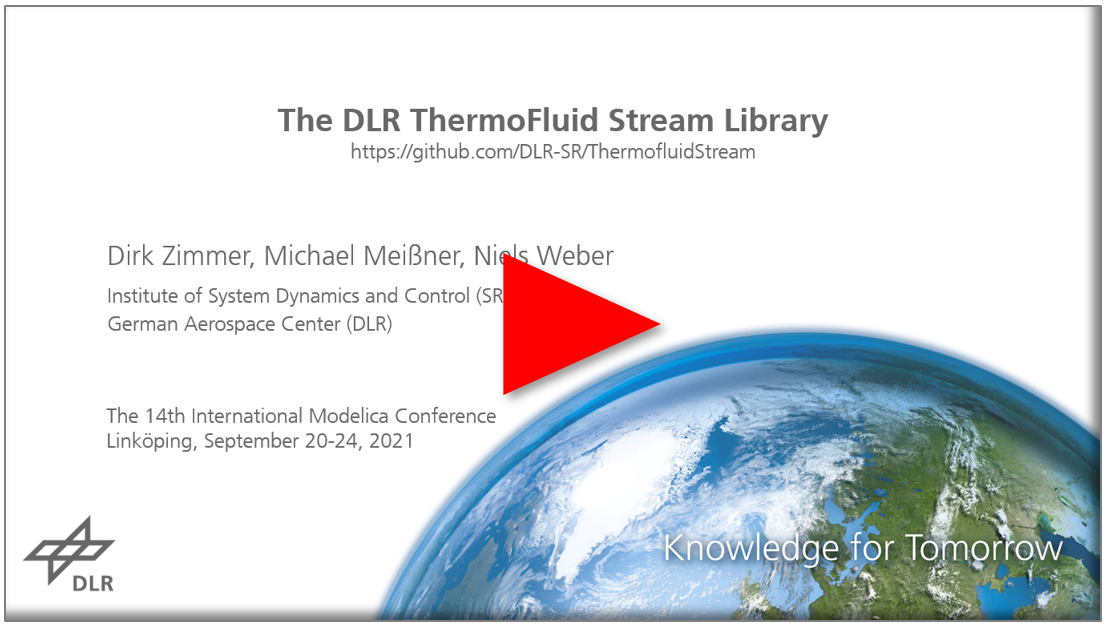 The DLR ThermoFluid Stream Library
https://github.com/DLR-SR/ThermofluidStream
Dirk Zimmer, Michael Meißner, Niels Weber
Institute of System Dynamics and Control (SR
German Aerospace Center (DLR)
The 14th International Modelica Conference
Linköping, September 20-24, 2021
Knowledge for Tomorrow
DLR